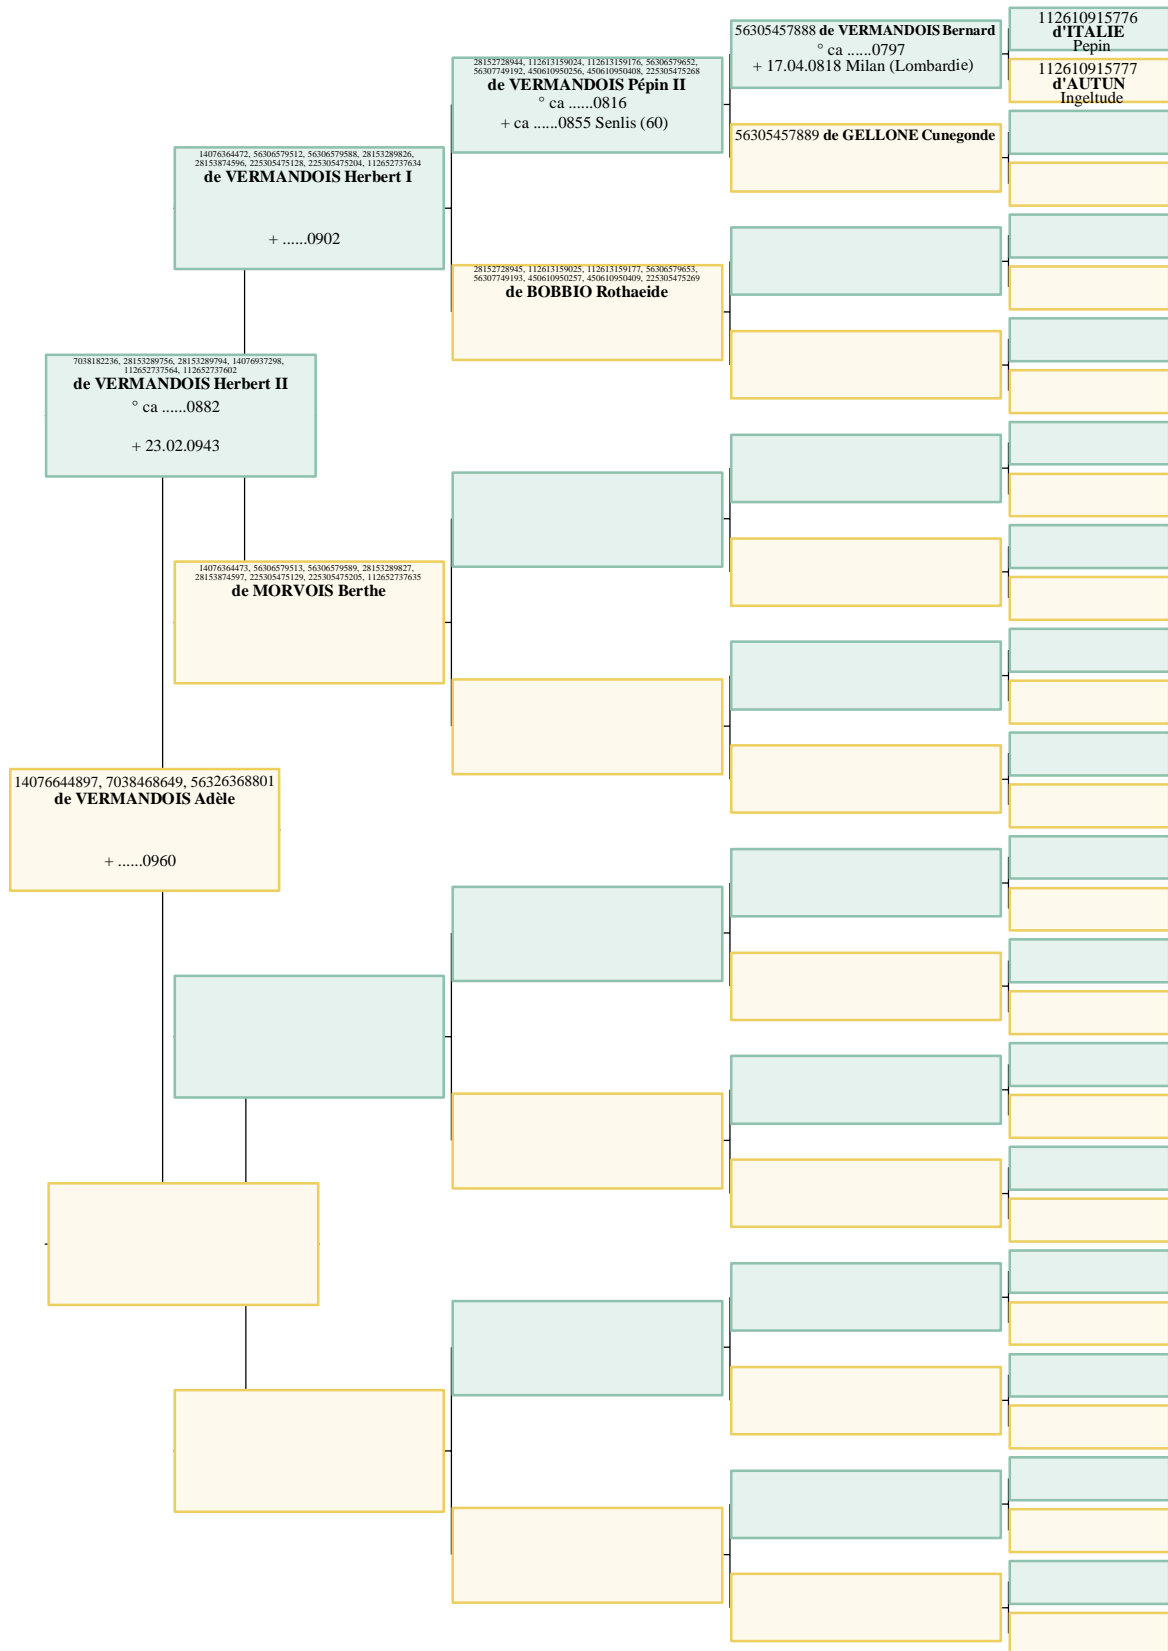 112610915776
d'ITALIE
Pepin
112610915777
d'AUTUN
Ingeltude
56305457888 de VERMANDOIS Bernard
° ca ......0797
+ 17.04.0818 Milan (Lombardie)
56305457889 de GELLONE Cunegonde
28152728944, 112613159024, 112613159176, 56306579652,
56307749192, 450610950256, 450610950408, 225305475268
de VERMANDOIS Pépin II
° ca ......0816
+ ca ......0855 Senlis (60)
28152728945, 112613159025, 112613159177, 56306579653,
56307749193, 450610950257, 450610950409, 225305475269
de BOBBIO Rothaeide
14076364472, 56306579512, 56306579588, 28153289826,
28153874596, 225305475128, 225305475204, 112652737634
de VERMANDOIS Herbert I
+ ......0902
7038182236, 28153289756, 28153289794, 14076937298,
112652737564, 112652737602
de VERMANDOIS Herbert II
° ca ......0882
+ 23.02.0943
14076364473, 56306579513, 56306579589, 28153289827,
28153874597, 225305475129, 225305475205, 112652737635
de MORVOIS Berthe
14076644897, 7038468649, 56326368801
de VERMANDOIS Adèle
+ ......0960